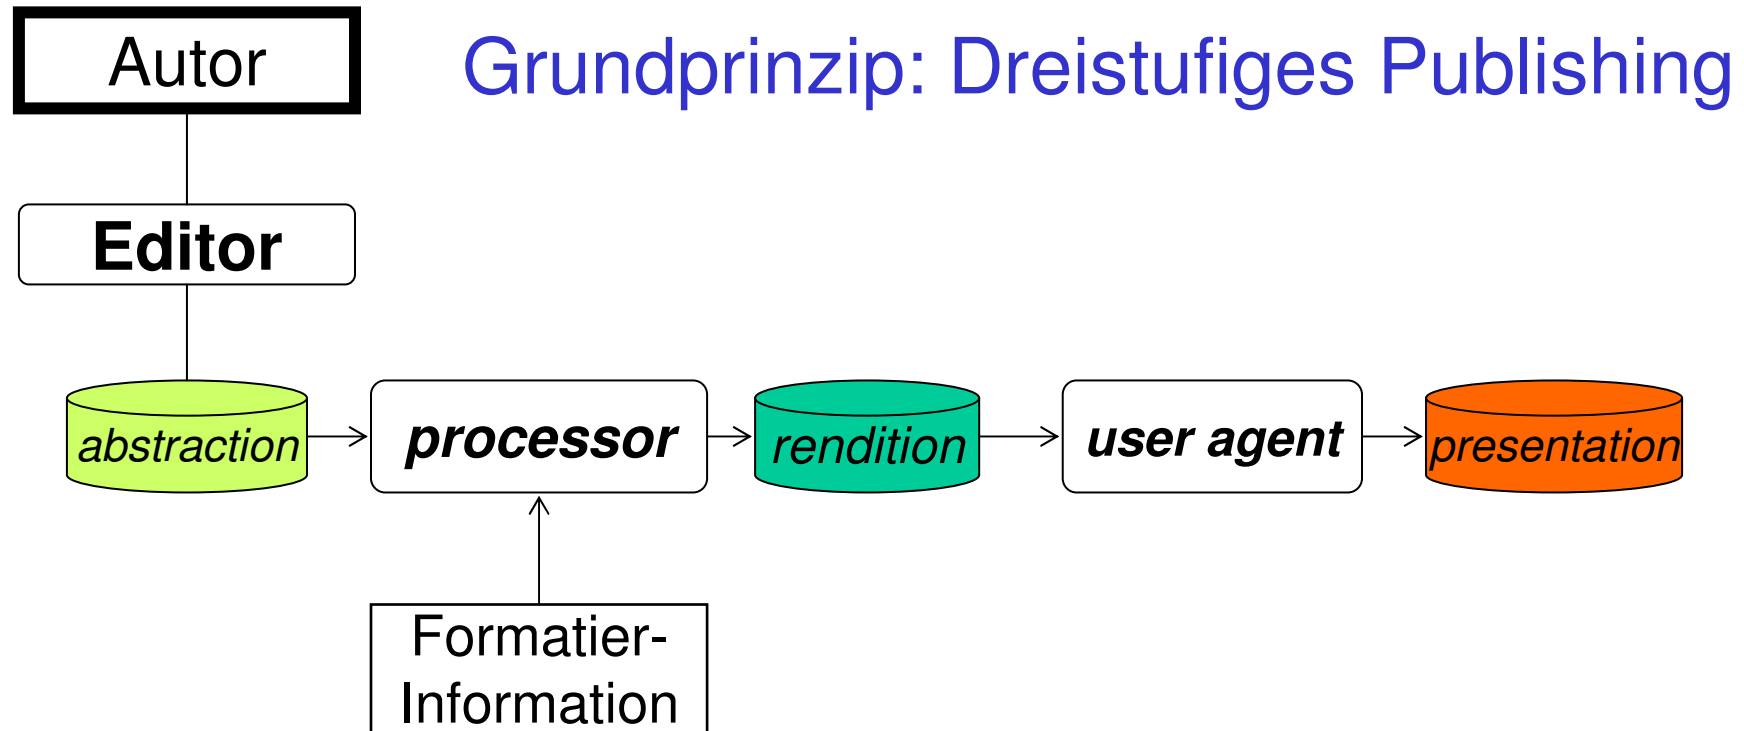 Autor
Grundprinzip: Dreistufiges Publishing
Editor
abstraction
processor
rendition
user agent
presentation
Formatier-
Information